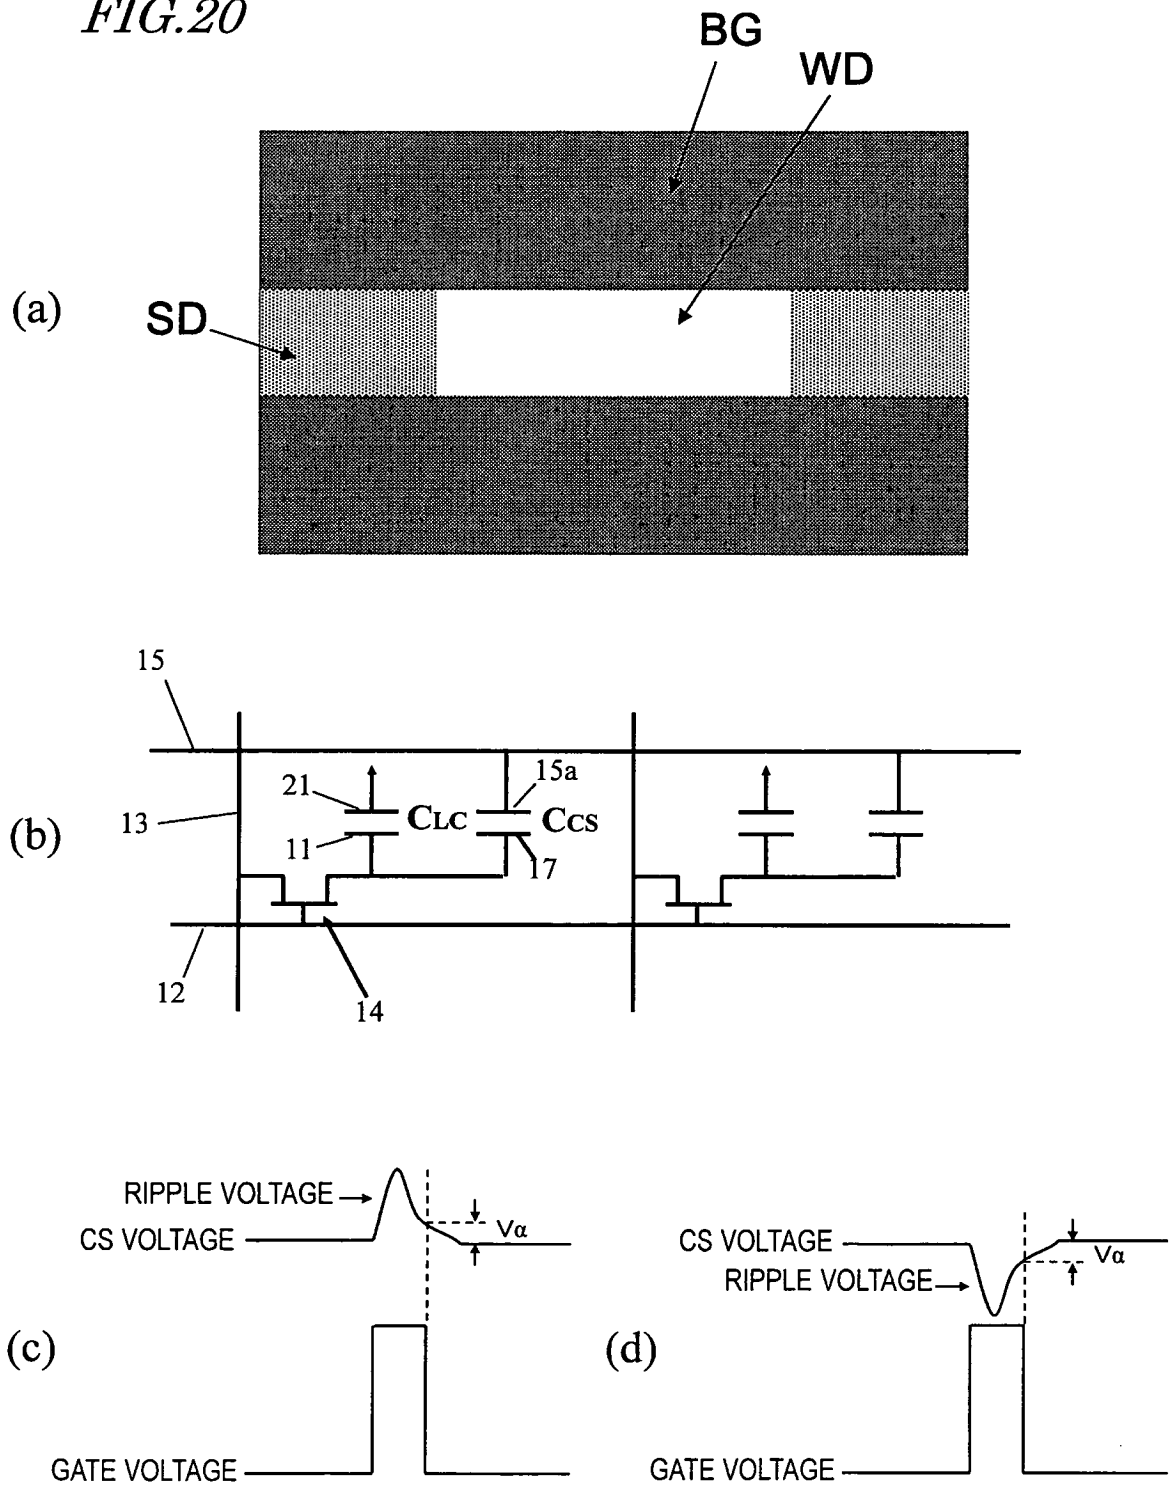 FIG.20
BG
WD
(a)
SD
15
15a
21
CLC
CCS
13
(b)
11
17
12
14
RIPPLE VOLTAGE
CS VOLTAGE
Vα
CS VOLTAGE
Vα
RIPPLE VOLTAGE
(c)
(d)
GATE VOLTAGE
GATE VOLTAGE